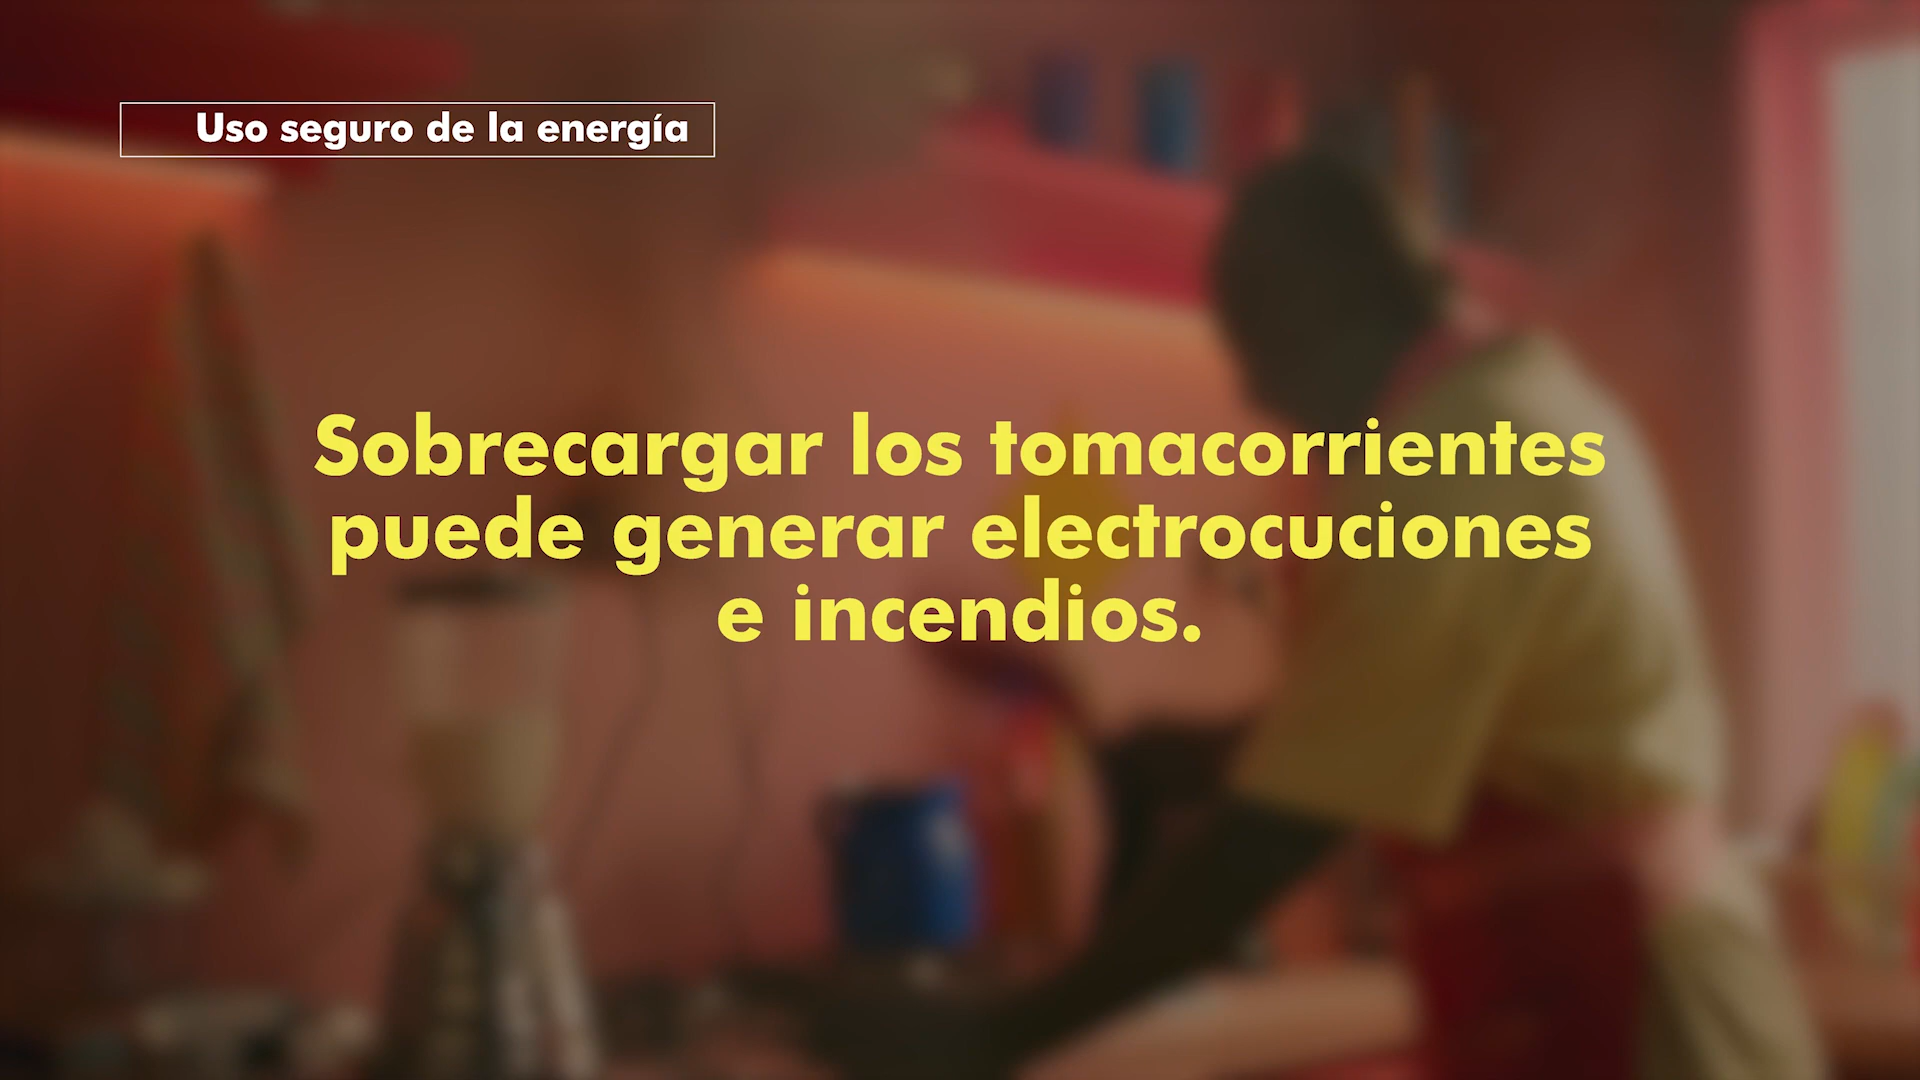 Uso seguro de la energía
Sobrecargar los tomacorrientes
puede generar electrocuciones
e incendios.